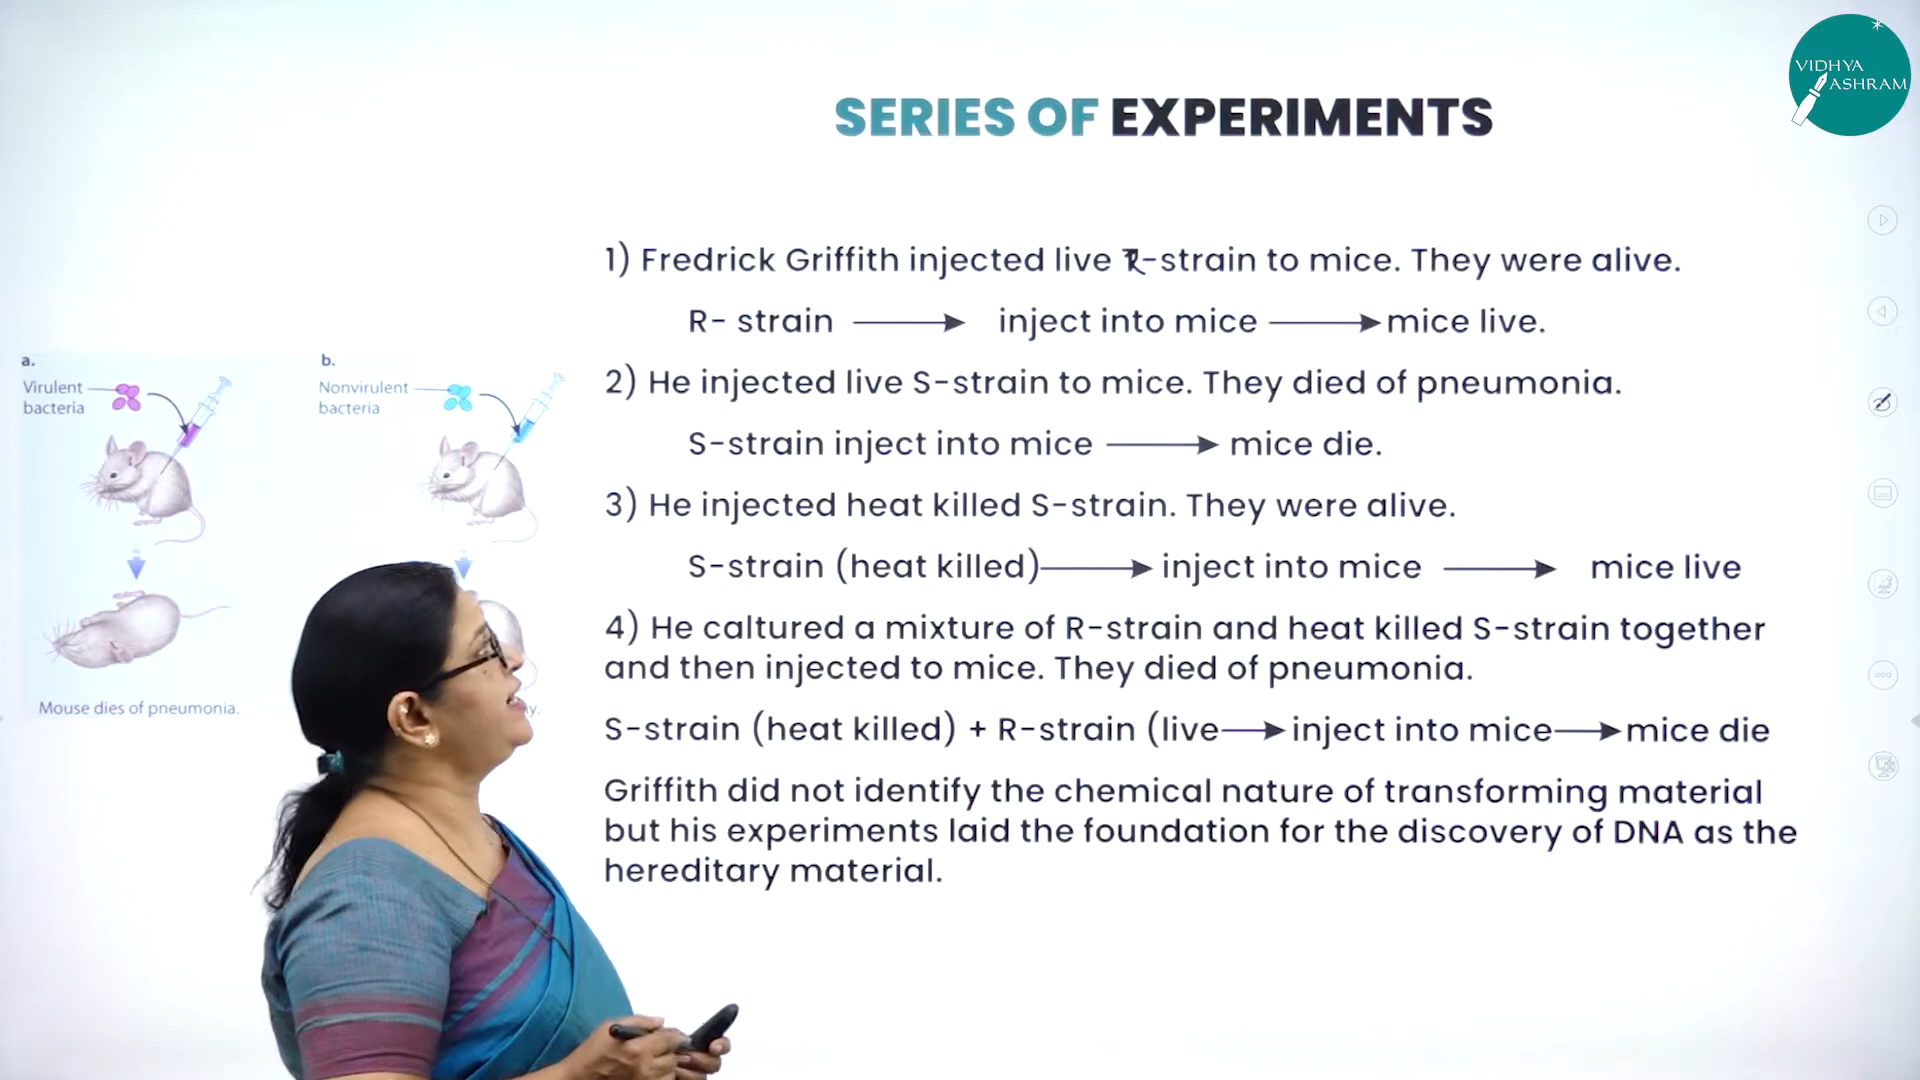 VIDHYA
ASHRAM
SERIES OF EXPERIMENTS
1) Fredrick Griffith injected live R-strain to mice. They were alive.
R- strain → inject into mice → mice live.
a.
b.
Virulent
bacteria
Nonvirulent
bacteria
2) He injected live S-strain to mice. They died of pneumonia.
S-strain inject into mice → mice die.
3) He injected heat killed S-strain. They were alive.
S-strain (heat killed) → inject into mice → mice live
4) He caltured a mixture of R-strain and heat killed S-strain together
and then injected to mice. They died of pneumonia.
Mouse dies of pneumonia.
S-strain (heat killed) + R-strain (live → inject into mice → mice die
Griffith did not identify the chemical nature of transforming material
but his experiments laid the foundation for the discovery of DNA as the
hereditary material.